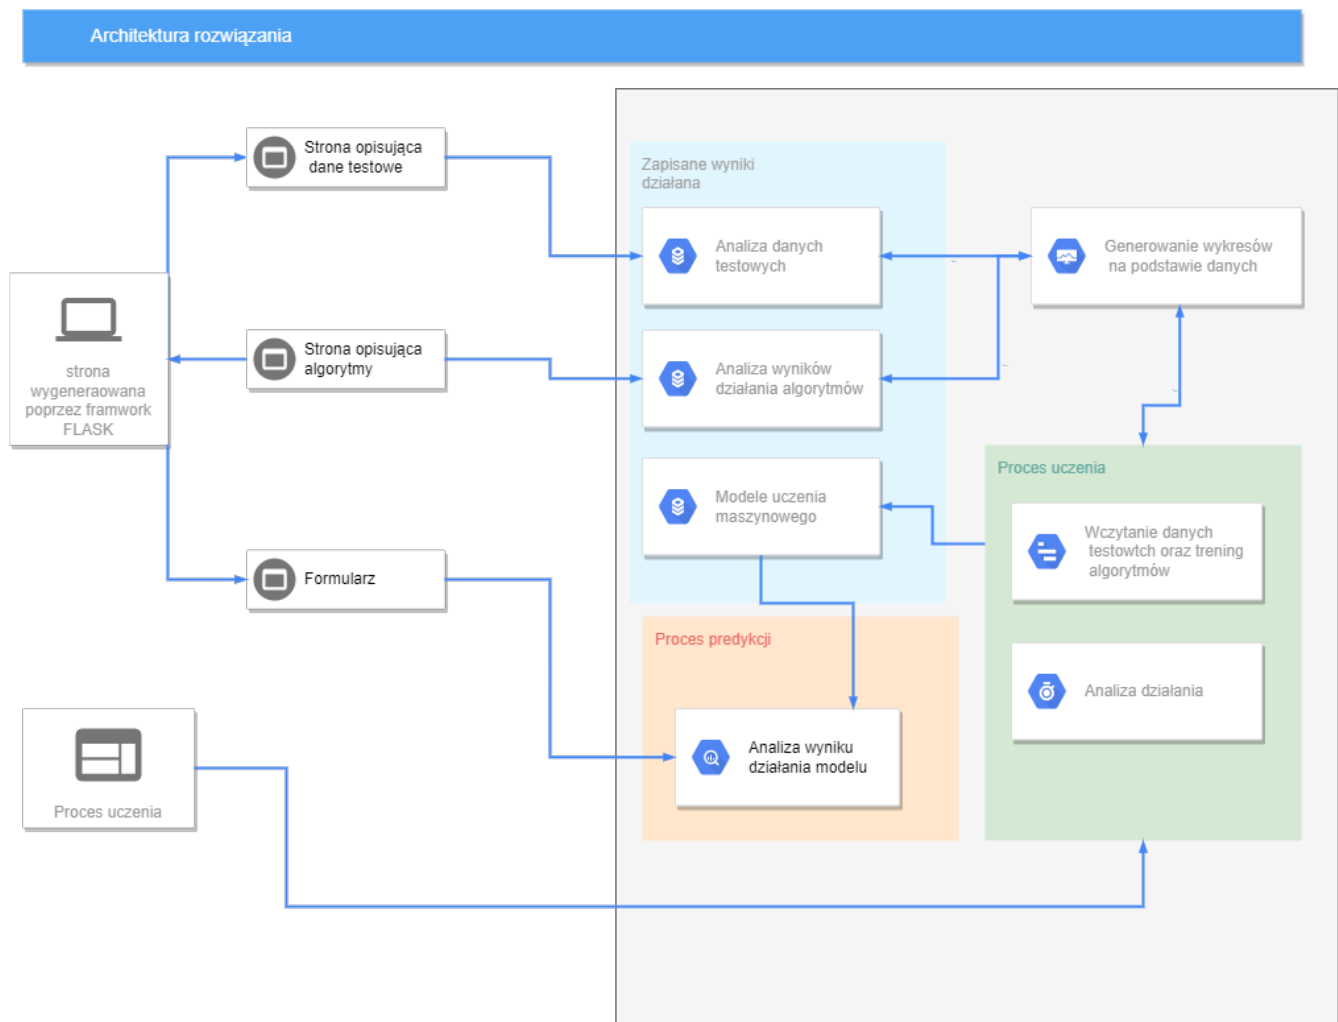 Architektura rozwiązania
Strona opisująca
dane testowe
Zapisane wyniki
działana
Analiza danych
testowych
Generowanie wykresów
na podstawie danych
strona
wygeneraowana
poprzez framwork
FLASK
Strona opisująca
algorytmy
Analiza wyników
działania algorytmów
Proces uczenia
Modele uczenia
maszynowego
Wczytanie danych
testowtch oraz trening
algorytmów
Formularz
Proces predykcji
Analiza działania
Analiza wyniku
działania modelu
Proces uczenia